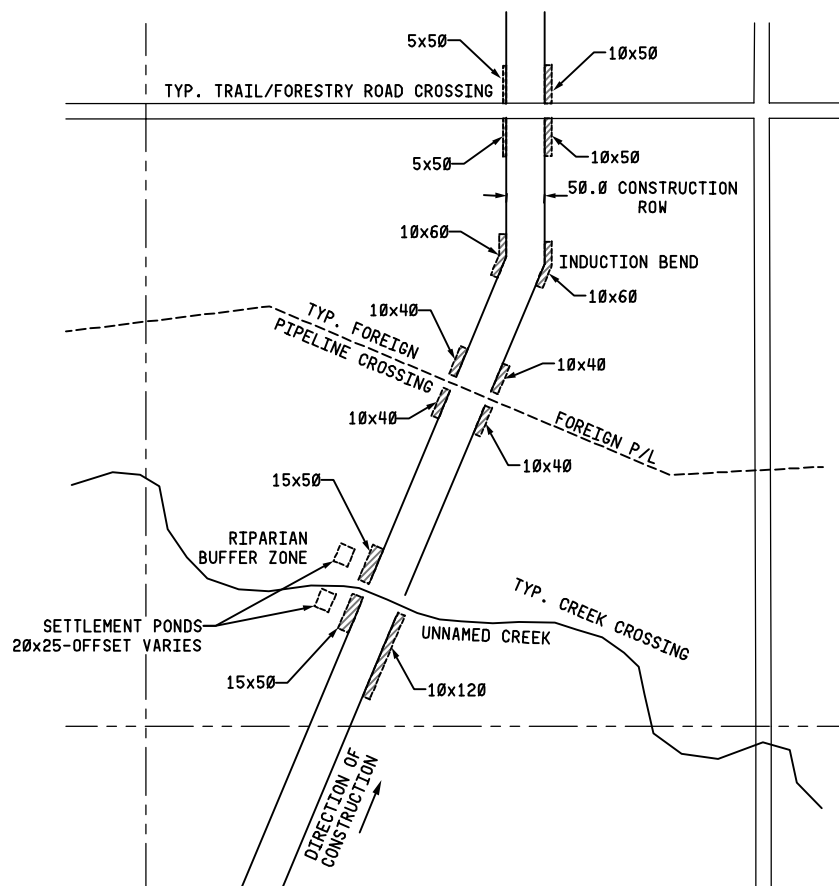 5x50
10x50
TYP. TRAIL/FORESTRY ROAD CROSSING
5x50
10x50
50.0 CONSTRUCTION
ROW
10x60
INDUCTION BEND
10x60
10x40
TYP. FOREIGN
PIPELINE CROSSING
10x40
10x40
FOREIGN P/L
10x40
15x50
RIPARIAN
BUFFER ZONE
TYP. CREEK CROSSING
SETTLEMENT PONDS
20x25-OFFSET VARIES
UNNAMED CREEK
15x50
10x120
DIRECTION OF
CONSTRUCTION